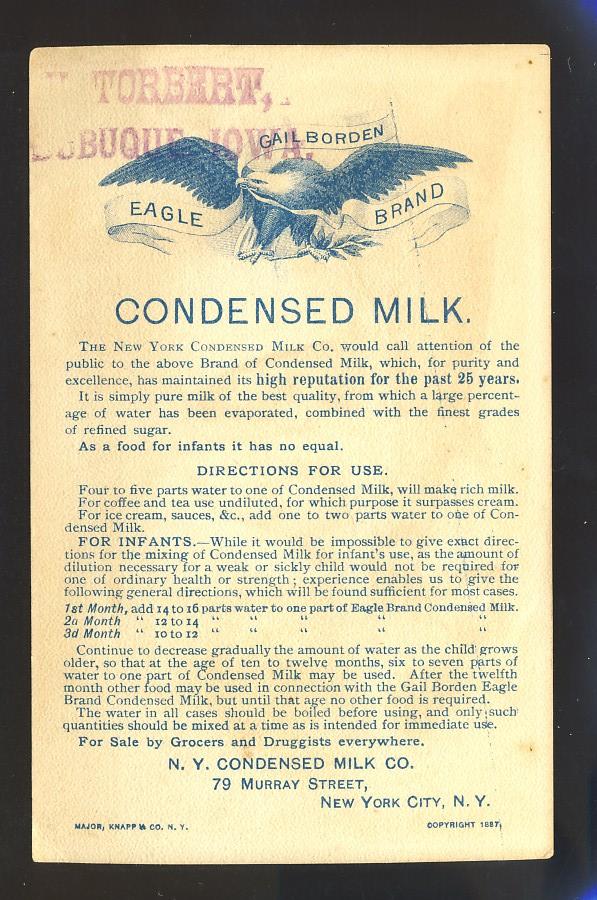 TORBERT,
DUBUQUE IOWA.
GAIL BORDEN
EAGLE BRAND
CONDENSED MILK.
THE NEW YORK CONDENSED MILK CO. would call attention of the
public to the above Brand of Condensed Milk, which, for purity and
excellence, has maintained its high reputation for the past 25 years.
It is simply pure milk of the best quality, from which a large percent-
age of water has been evaporated, combined with the finest grades
of refined sugar.
As a food for infants it has no equal.
DIRECTIONS FOR USE.
Four to five parts water to one of Condensed Milk, will make rich milk.
For coffee and tea use undiluted, for which purpose it surpasses cream.
For ice cream, sauces, &c., add one to two parts water to one of Con-
densed Milk.
FOR INFANTS.—While it would be impossible to give exact direc-
tions for the mixing of Condensed Milk for infant's use, as the amount of
dilution necessary for a weak or sickly child would not be required for
one of ordinary health or strength; experience enables us to give the
following general directions, which will be found sufficient for most cases.
1st Month, add 14 to 16 parts water to one part of Eagle Brand Condensed Milk.
2d Month " 12 to 14 " " " " "
3d Month " 10 to 12 " " " " "
Continue to decrease gradually the amount of water as the child grows
older, so that at the age of ten to twelve months, six to seven parts of
water to one part of Condensed Milk may be used. After the twelfth
month other food may be used in connection with the Gail Borden Eagle
Brand Condensed Milk, but until that age no other food is required.
The water in all cases should be boiled before using, and only such
quantities should be mixed at a time as is intended for immediate use.
For Sale by Grocers and Druggists everywhere.
N. Y. CONDENSED MILK CO.
79 MURRAY STREET,
NEW YORK CITY, N. Y.
MAJOR, KNAPP & CO. N. Y. COPYRIGHT 1887,